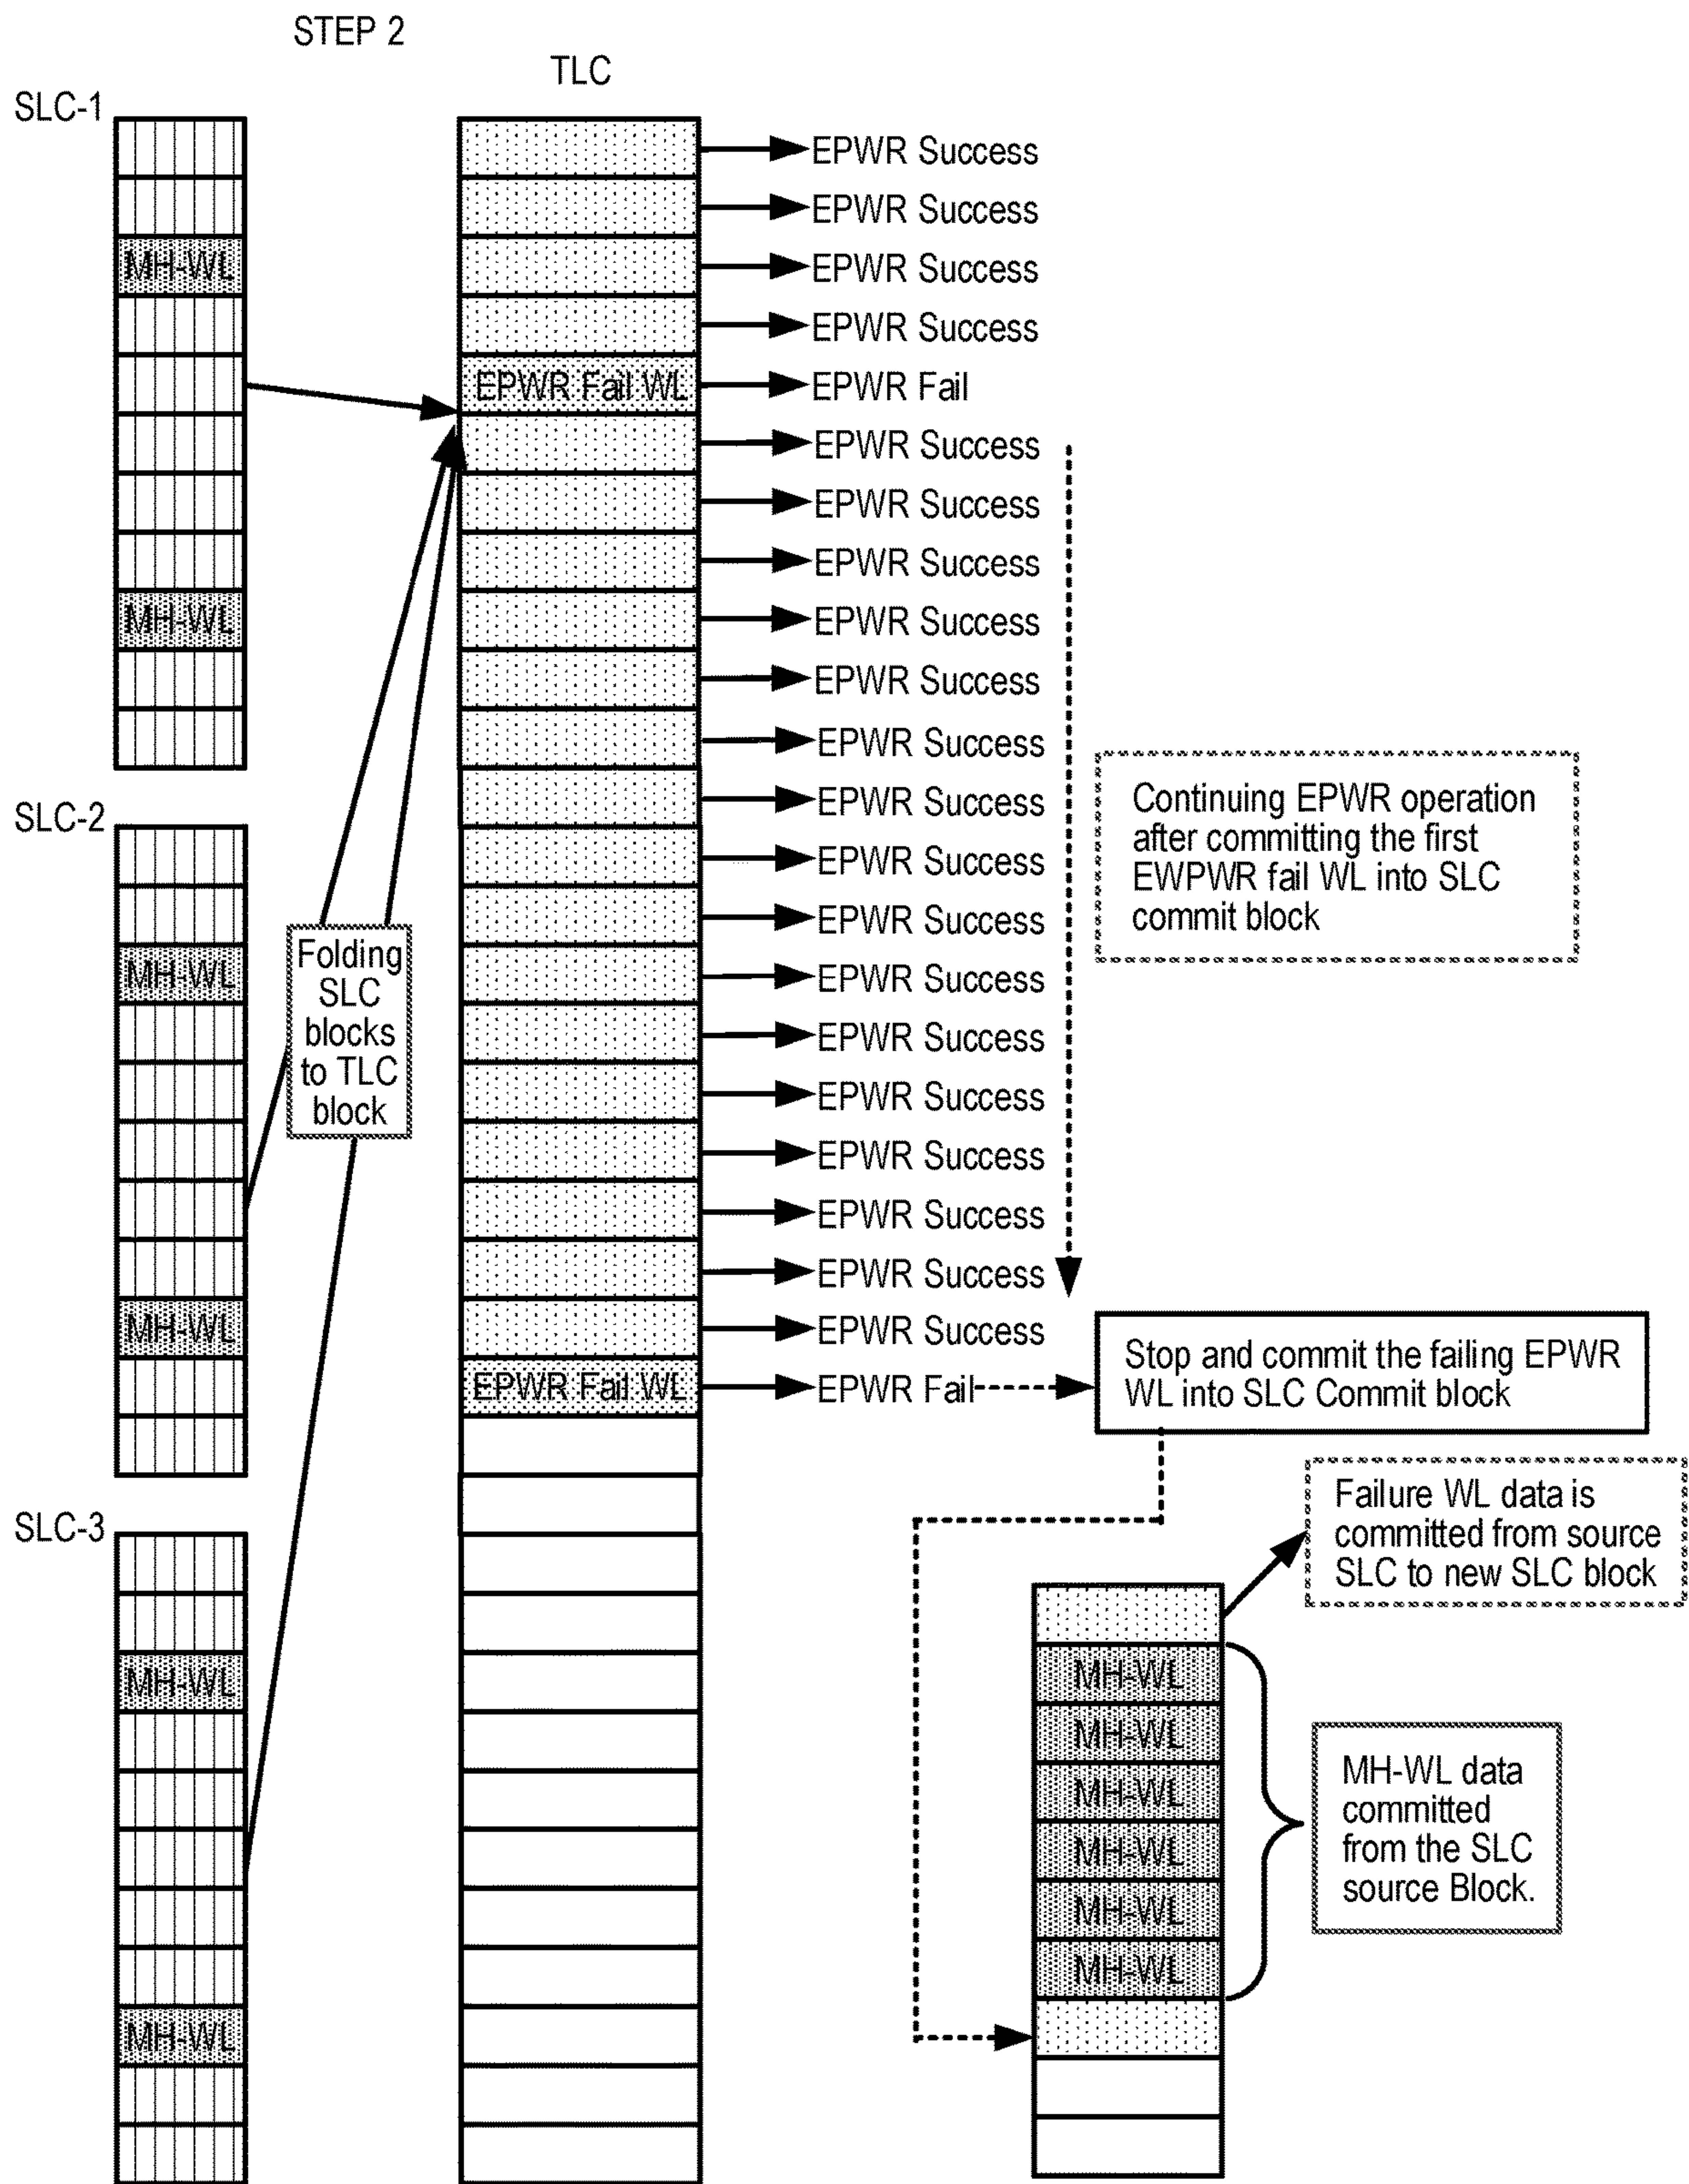 STEP 2
TLC
SLC-1
EPWR Success
EPWR Success
MH-WL
EPWR Success
EPWR Success
EPWR Fail WL
EPWR Fail
EPWR Success
EPWR Success
EPWR Success
MH-WL
EPWR Success
EPWR Success
EPWR Success
Continuing EPWR operation
after committing the first
EWPWR fail WL into SLC
commit block
SLC-2
EPWR Success
EPWR Success
EPWR Success
MH-WL
Folding
SLC
blocks
to TLC
block
EPWR Success
EPWR Success
EPWR Success
EPWR Success
EPWR Success
EPWR Success
MH-WL
EPWR Success
EPWR Fail WL
EPWR Fail
Stop and commit the failing EPWR
WL into SLC Commit block
Failure WL data is
committed from source
SLC to new SLC block
SLC-3
MH-WL
MH-WL
MH-WL
MH-WL
MH-WL
MH-WL
MH-WL
MH-WL data
committed
from the SLC
source Block.
MH-WL